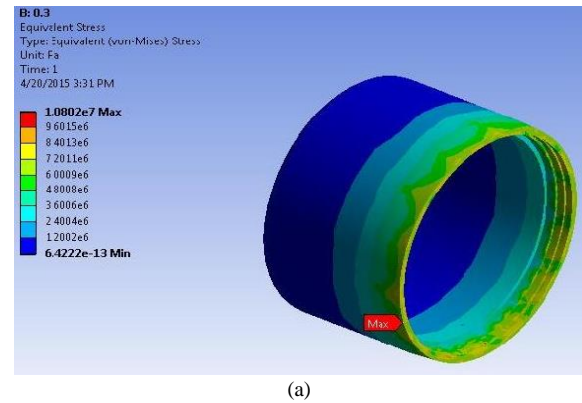 B: 0.3
Equivalent Stress
Type: Equivalent (von-Mises) Stress
Unit: Pa
Time: 1
4/20/2015 3:31 PM
1.0802e7 Max
9.6015e6
8.4013e6
7.2011e6
6.0009e6
4.8008e6
3.6006e6
2.4004e6
1.2002e6
6.4222e-13 Min
Max
(a)